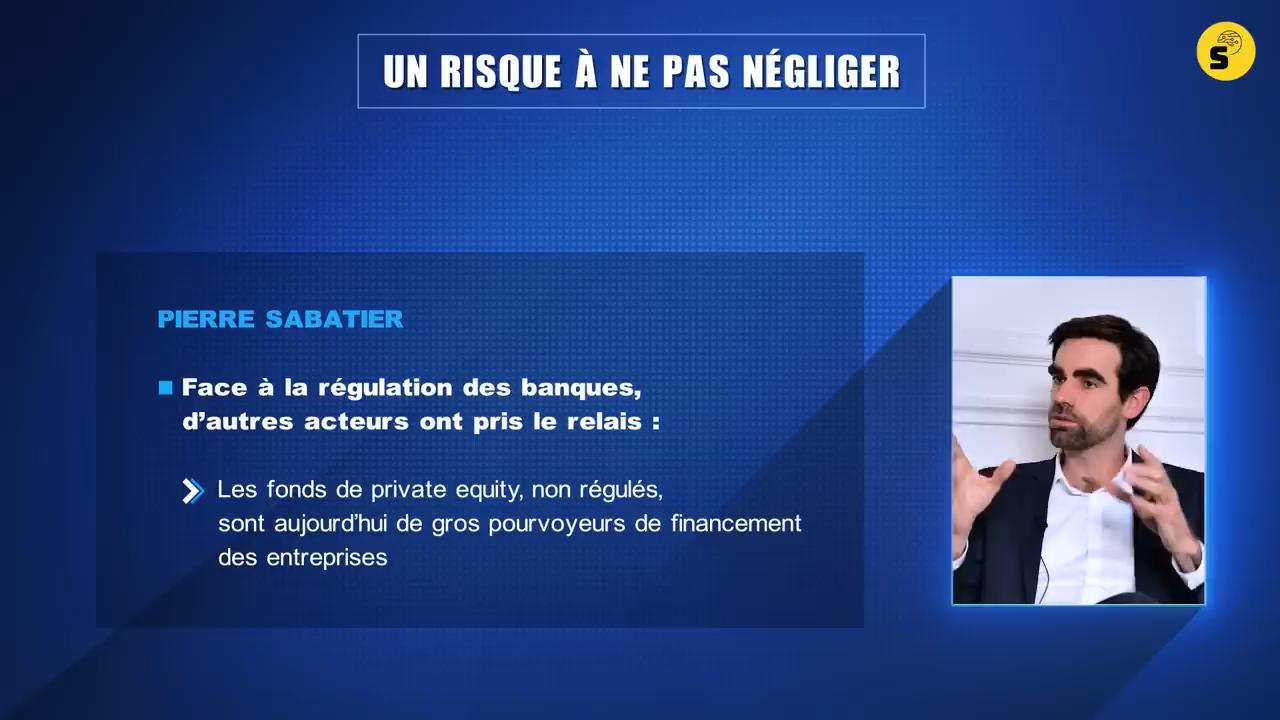 UN RISQUE À NE PAS NÉGLIGER
S
PIERRE SABATIER
Face à la régulation des banques,
d’autres acteurs ont pris le relais :
Les fonds de private equity, non régulés,
sont aujourd’hui de gros pourvoyeurs de financement
des entreprises